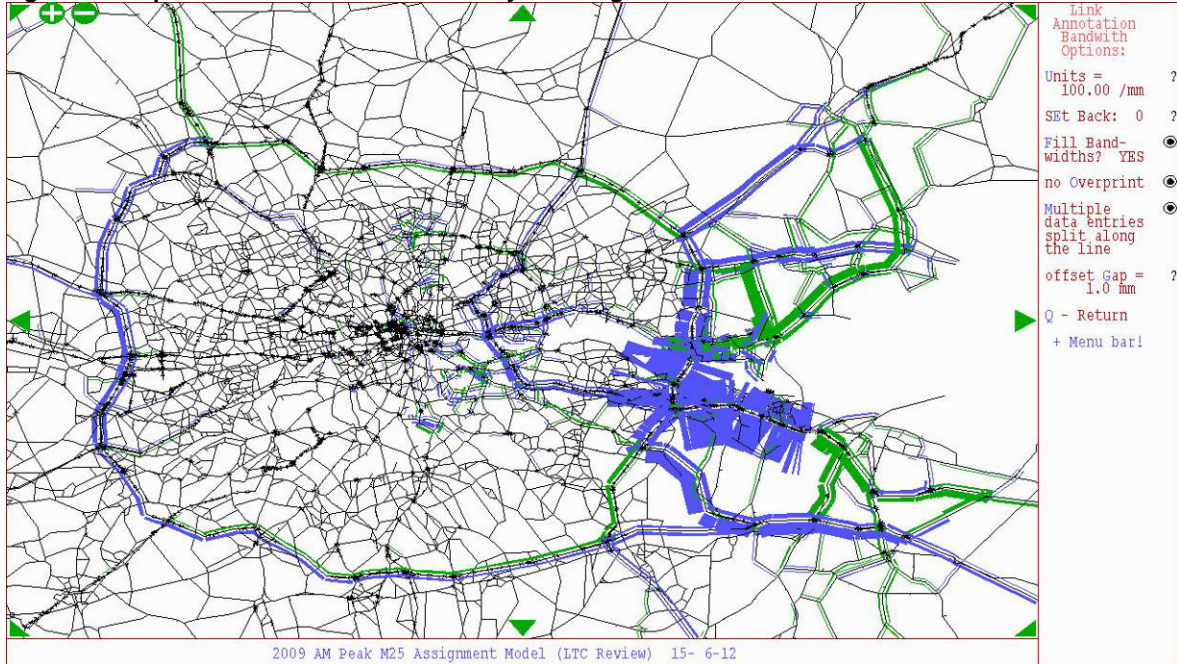 Link
Annotation
Bandwith
Options:
Units = ?
100.00 /mm
SEt Back: 0 ?
Fill Band-
widths? YES
no Overprint
Multiple
data entries
split along
the line
offset Gap = ?
1.0 mm
Q - Return
+ Menu bar!
2009 AM Peak M25 Assignment Model (LTC Review) 15- 6-12